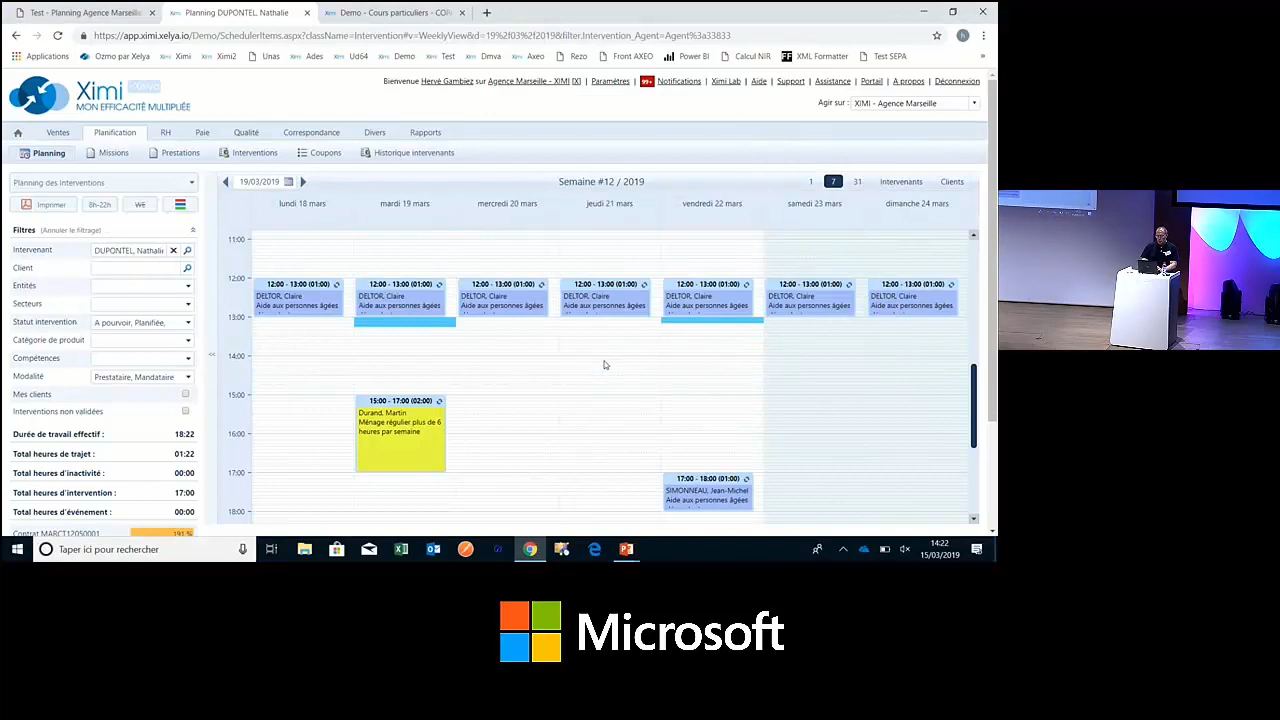 Test - Planning Agence Marseille
Planning DUPONTEL, Nathalie
Demo - Cours particuliers - COP
https://app.ximi.xelya.io/Demo/SchedulerItems.aspx?className=Intervention#v=WeeklyView&d=19%2f03%2f2019&filter.Intervention_Agent=Agent%3a33833
Applications Ozmo par Xelya Ximi Ximi2 Unas Ades Ud64 Demo Test Dmva Axeo Rezo Front AXEO Power BI Calcul NIR XML Formatter Test SEPA »
Bienvenue Hervé Gambiez sur Agence Marseille - XIMI [X] Paramètres 99+ Notifications Ximi Lab Aide Support Assistance Portail A propos Déconnexion
Ximi
MON EFFICACITÉ MULTIPLIÉE
Agir sur : XIMI - Agence Marseille
Ventes Planification RH Paie Qualité Correspondance Divers Rapports
Planning Missions Prestations Interventions Coupons Historique intervenants
Planning des Interventions
19/03/2019
Semaine #12 / 2019
1 7 31 Intervenants Clients
Imprimer 8h-22h WE
lundi 18 mars mardi 19 mars mercredi 20 mars jeudi 21 mars vendredi 22 mars samedi 23 mars dimanche 24 mars
Filtres (Annuler le filtrage)
Intervenant DUPONTEL, Nathali
Client
Entités
Secteurs
Statut intervention A pourvoir, Planifiée,
Catégorie de produit
Compétences
Modalité Prestataire, Mandataire
Mes clients
Interventions non validées
Durée de travail effectif : 18:22
Total heures de trajet : 01:22
Total heures d'inactivité : 00:00
Total heures d'intervention : 17:00
Total heures d'événement : 00:00
Contrat MARCT12050001 191 %
<<
11:00
12:00
13:00
14:00
15:00
16:00
17:00
18:00
12:00 - 13:00 (01:00) 12:00 - 13:00 (01:00) 12:00 - 13:00 (01:00) 12:00 - 13:00 (01:00) 12:00 - 13:00 (01:00) 12:00 - 13:00 (01:00) 12:00 - 13:00 (01:00)
DELTOR, Claire DELTOR, Claire DELTOR, Claire DELTOR, Claire DELTOR, Claire DELTOR, Claire DELTOR, Claire
Aide aux personnes âgées Aide aux personnes âgées Aide aux personnes âgées Aide aux personnes âgées Aide aux personnes âgées Aide aux personnes âgées Aide aux personnes âgées
15:00 - 17:00 (02:00)
Durand, Martin
Ménage régulier plus de 6
heures par semaine
17:00 - 18:00 (01:00)
SIMONNEAU, Jean-Michel
Aide aux personnes âgées
Taper ici pour rechercher
14:22
15/03/2019
Microsoft